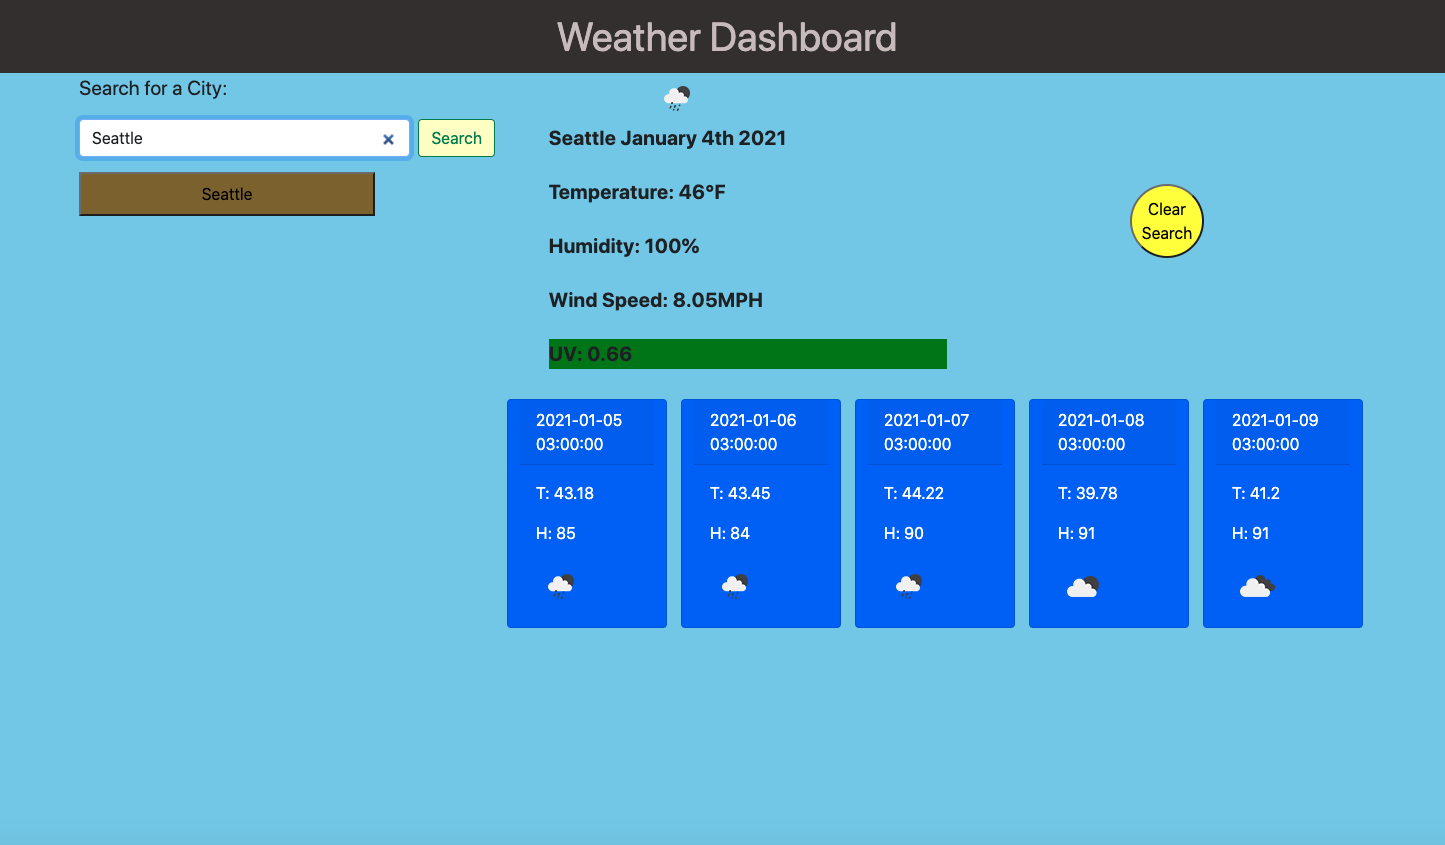 Weather Dashboard
Search for a City:
Seattle
Search
Seattle
Seattle January 4th 2021
Temperature: 46°F
Humidity: 100%
Wind Speed: 8.05MPH
UV: 0.66
Clear
Search
2021-01-05
03:00:00
T: 43.18
H: 85
2021-01-06
03:00:00
T: 43.45
H: 84
2021-01-07
03:00:00
T: 44.22
H: 90
2021-01-08
03:00:00
T: 39.78
H: 91
2021-01-09
03:00:00
T: 41.2
H: 91